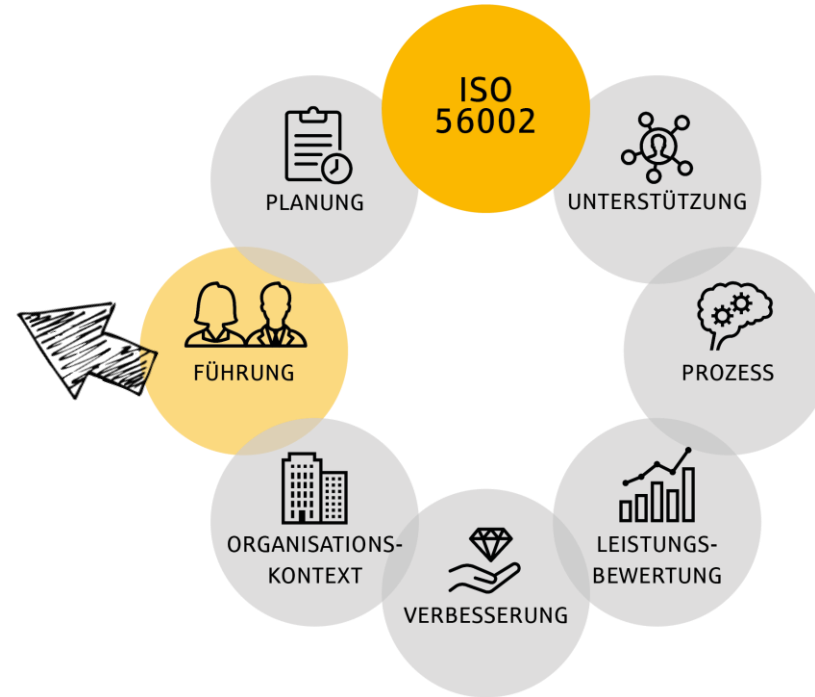 ISO
56002
PLANUNG
UNTERSTÜTZUNG
FÜHRUNG
PROZESS
ORGANISATIONS-
KONTEXT
LEISTUNGS-
BEWERTUNG
VERBESSERUNG